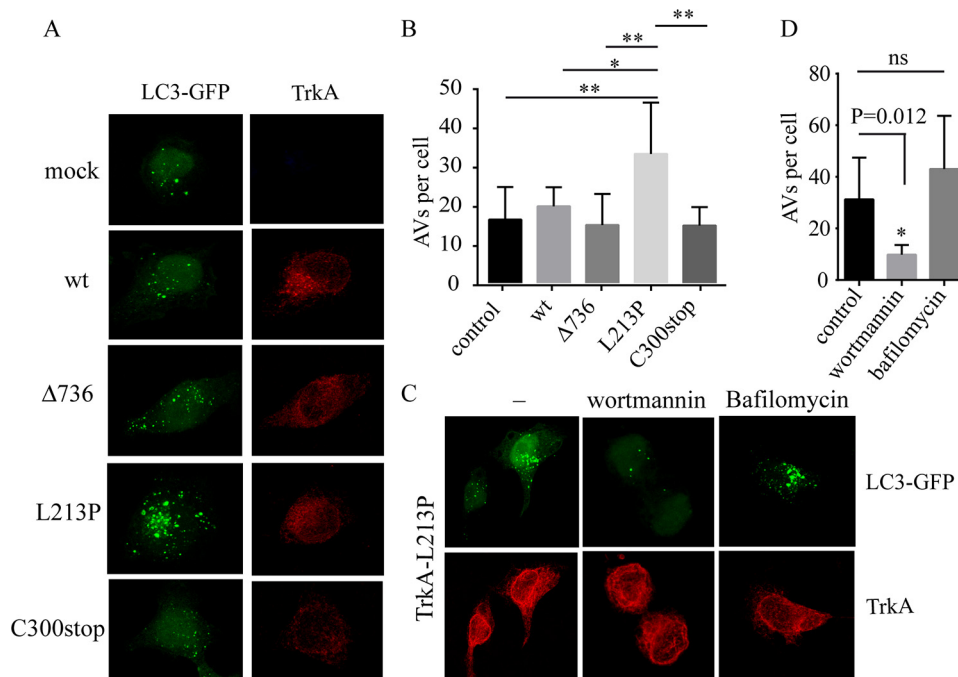 A
LC3-GFP TrkA
mock
wt
Δ736
L213P
C300stop
B
**
**
*
**
AVs per cell
50
40
30
20
10
0
control
wt
Δ736
L213P
C300stop
D
ns
P=0.012
*
AVs per cell
80
60
40
20
0
control
wortmannin
bafilomycin
C
– wortmannin Bafilomycin
TrkA-L213P
LC3-GFP
TrkA